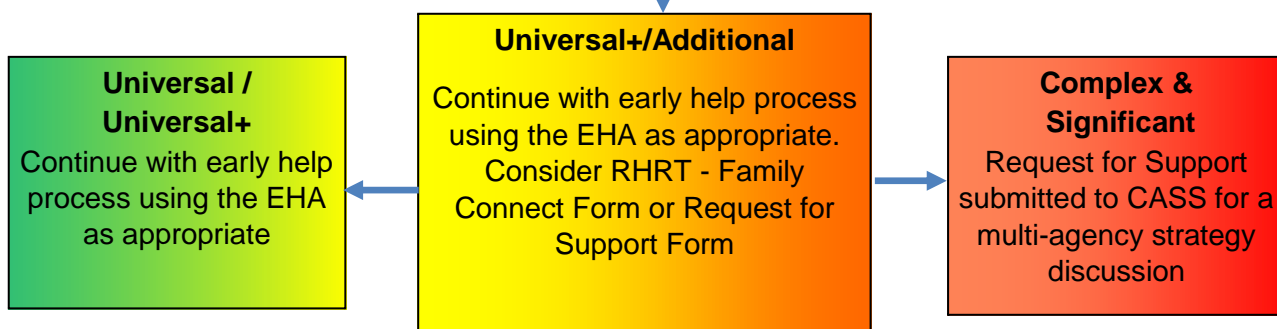 Universal /
Universal+
Continue with early help
process using the EHA
as appropriate
Universal+/Additional
Continue with early help process
using the EHA as appropriate.
Consider RHRT - Family
Connect Form or Request for
Support Form
Complex &
Significant
Request for Support
submitted to CASS for a
multi-agency strategy
discussion